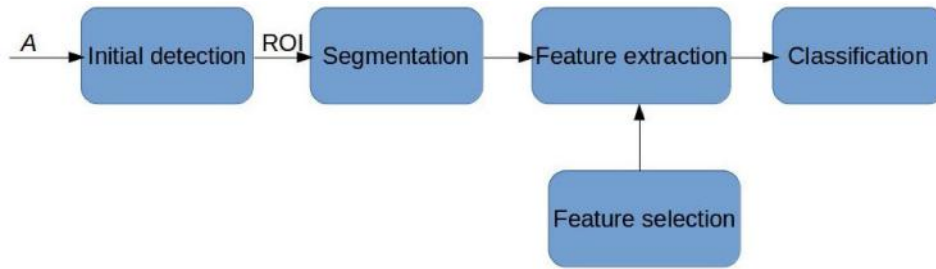 A
Initial detection
ROI
Segmentation
Feature extraction
Classification
Feature selection